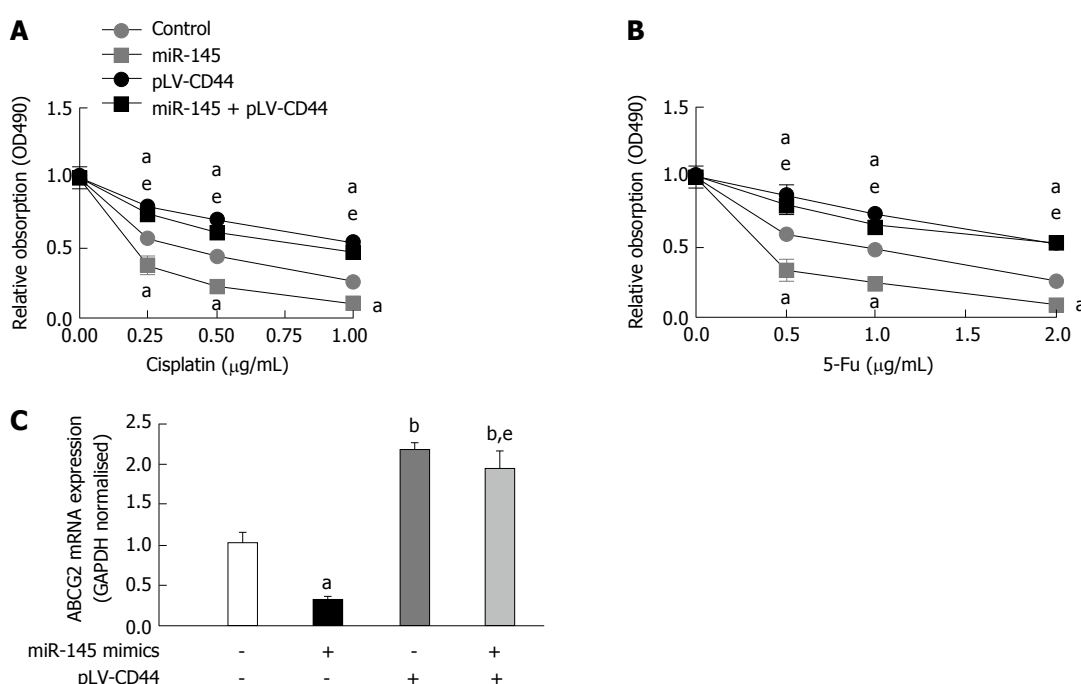 A
Control
miR-145
pLV-CD44
miR-145 + pLV-CD44
Relative obsorption (OD490)
1.5
1.0
0.5
0.0
a
e
a
e
a
e
a
a
a
0.00 0.25 0.50 0.75 1.00
Cisplatin (μg/mL)
B
Relative obsorption (OD490)
1.5
1.0
0.5
0.0
a
e
a
e
a
e
a
a
a
0.0 0.5 1.0 1.5 2.0
5-Fu (μg/mL)
C
ABCG2 mRNA expression
(GAPDH normalised)
2.5
2.0
1.5
1.0
0.5
0.0
a
b
b,e
miR-145 mimics - + - +
pLV-CD44 - - + +